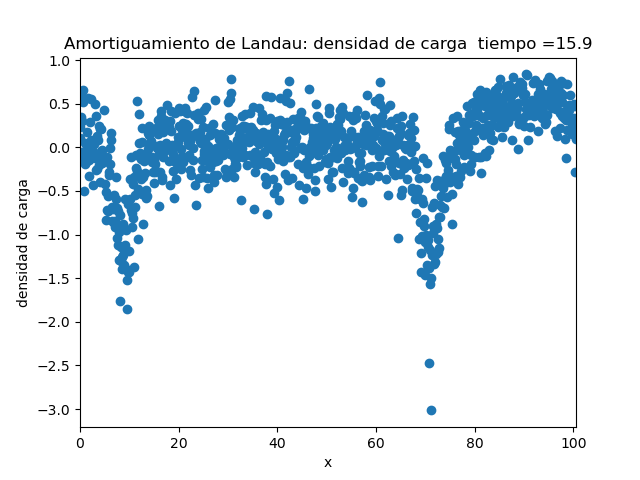 Amortiguamiento de Landau: densidad de carga  tiempo =15.9
1.0
0.5
0.0
−0.5
−1.0
−1.5
−2.0
−2.5
−3.0
densidad de carga
0 20 40 60 80 100
x